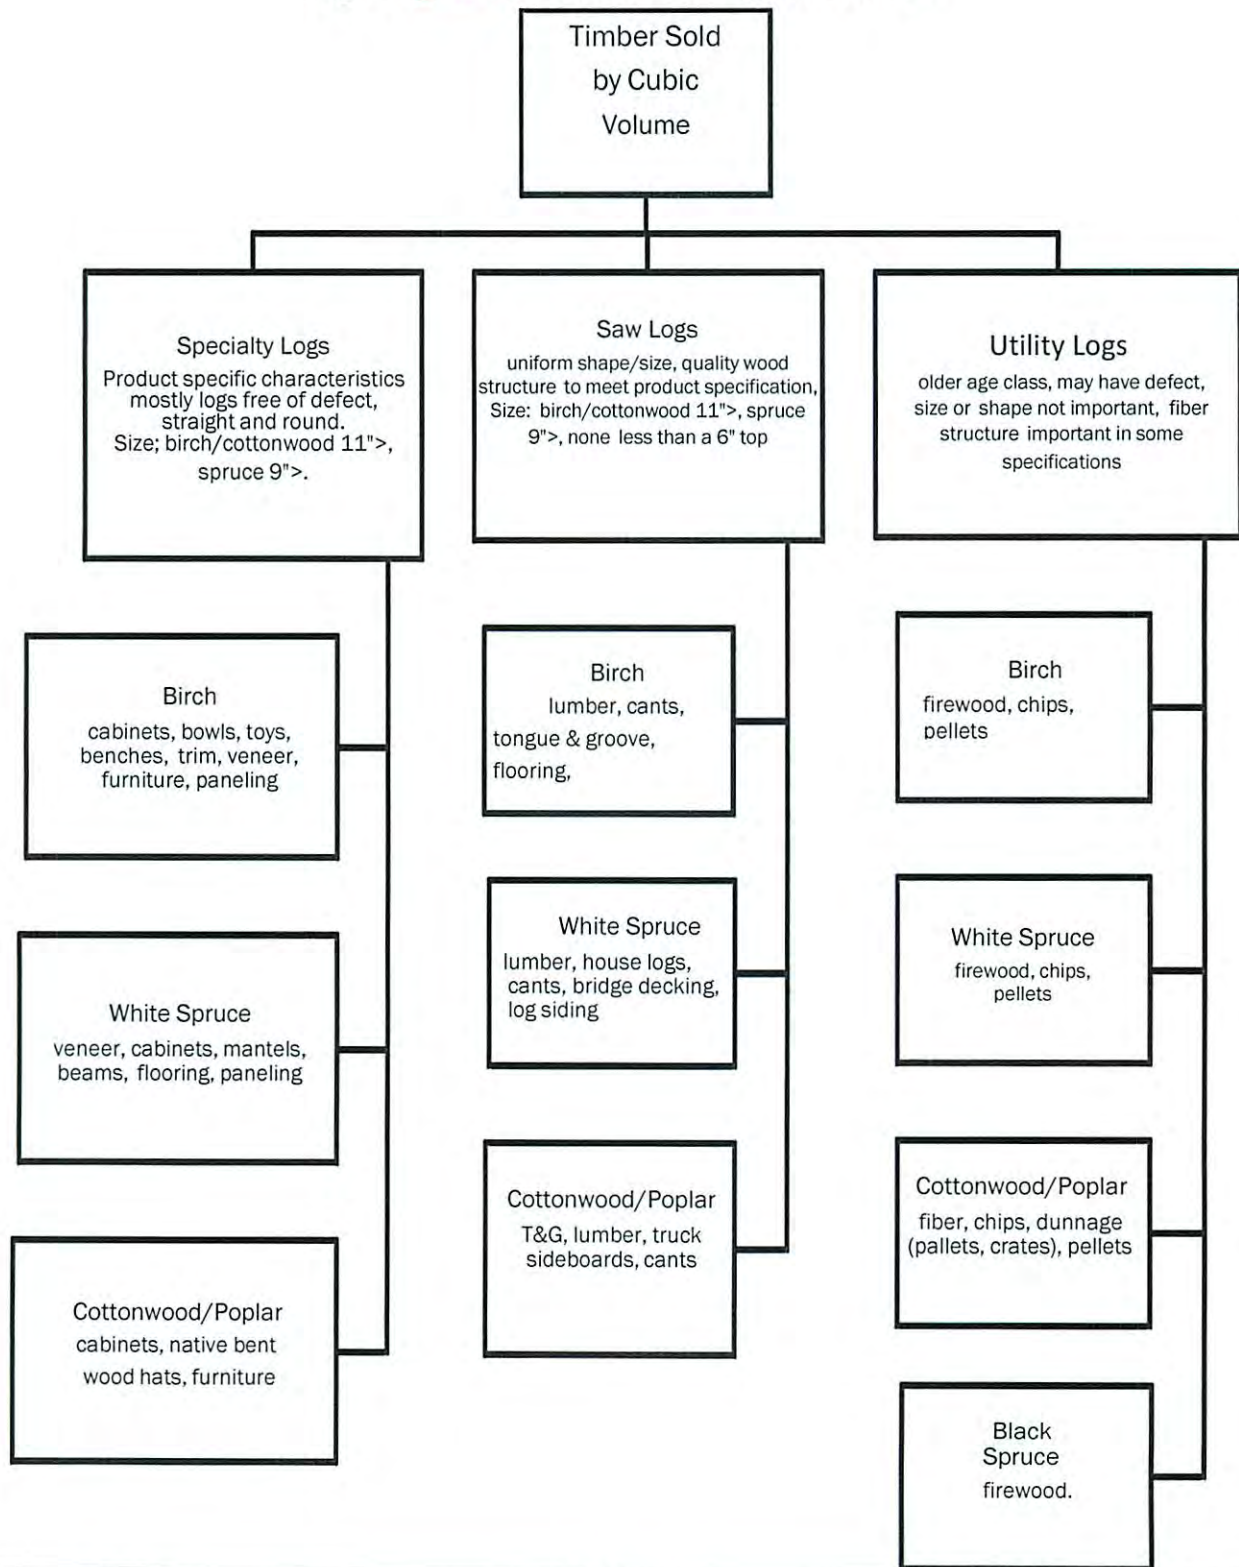 Timber Sold
by Cubic
Volume
Specialty Logs
Product specific characteristics
mostly logs free of defect,
straight and round.
Size; birch/cottonwood 11">,
spruce 9">.
Birch
cabinets, bowls, toys,
benches, trim, veneer,
furniture, paneling
White Spruce
veneer, cabinets, mantels,
beams, flooring, paneling
Cottonwood/Poplar
cabinets, native bent
wood hats, furniture
Saw Logs
uniform shape/size, quality wood
structure to meet product specification,
Size: birch/cottonwood 11">, spruce
9">, none less than a 6" top
Birch
lumber, cants,
tongue & groove,
flooring,
White Spruce
lumber, house logs,
cants, bridge decking,
log siding
Cottonwood/Poplar
T&G, lumber, truck
sideboards, cants
Utility Logs
older age class, may have defect,
size or shape not important, fiber
structure important in some
specifications
Birch
firewood, chips,
pellets
White Spruce
firewood, chips,
pellets
Cottonwood/Poplar
fiber, chips, dunnage
(pallets, crates), pellets
Black
Spruce
firewood.